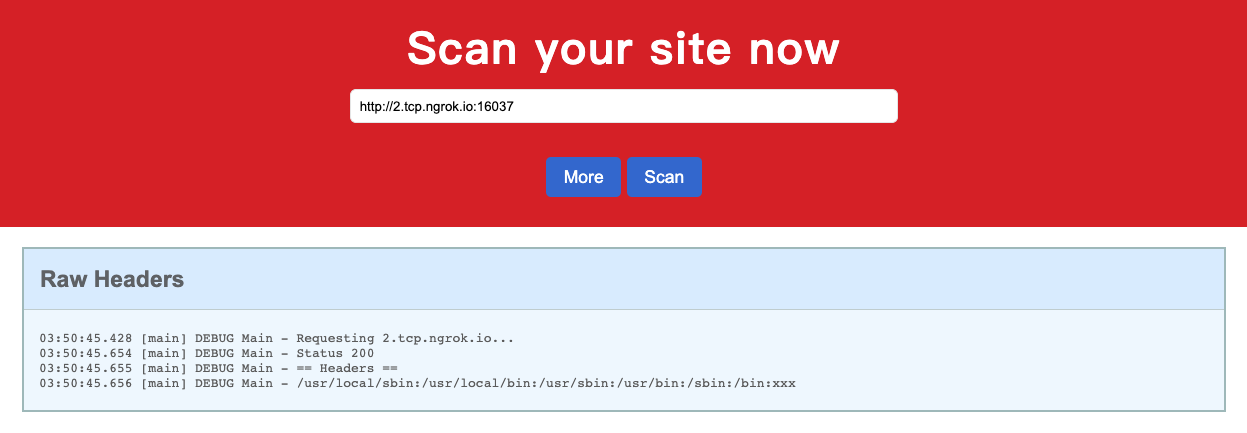 Scan your site now
http://2.tcp.ngrok.io:16037
More Scan
Raw Headers
03:50:45.428 [main] DEBUG Main - Requesting 2.tcp.ngrok.io...
03:50:45.654 [main] DEBUG Main - Status 200
03:50:45.655 [main] DEBUG Main - == Headers ==
03:50:45.656 [main] DEBUG Main - /usr/local/sbin:/usr/local/bin:/usr/sbin:/usr/bin:/sbin:/bin:xxx